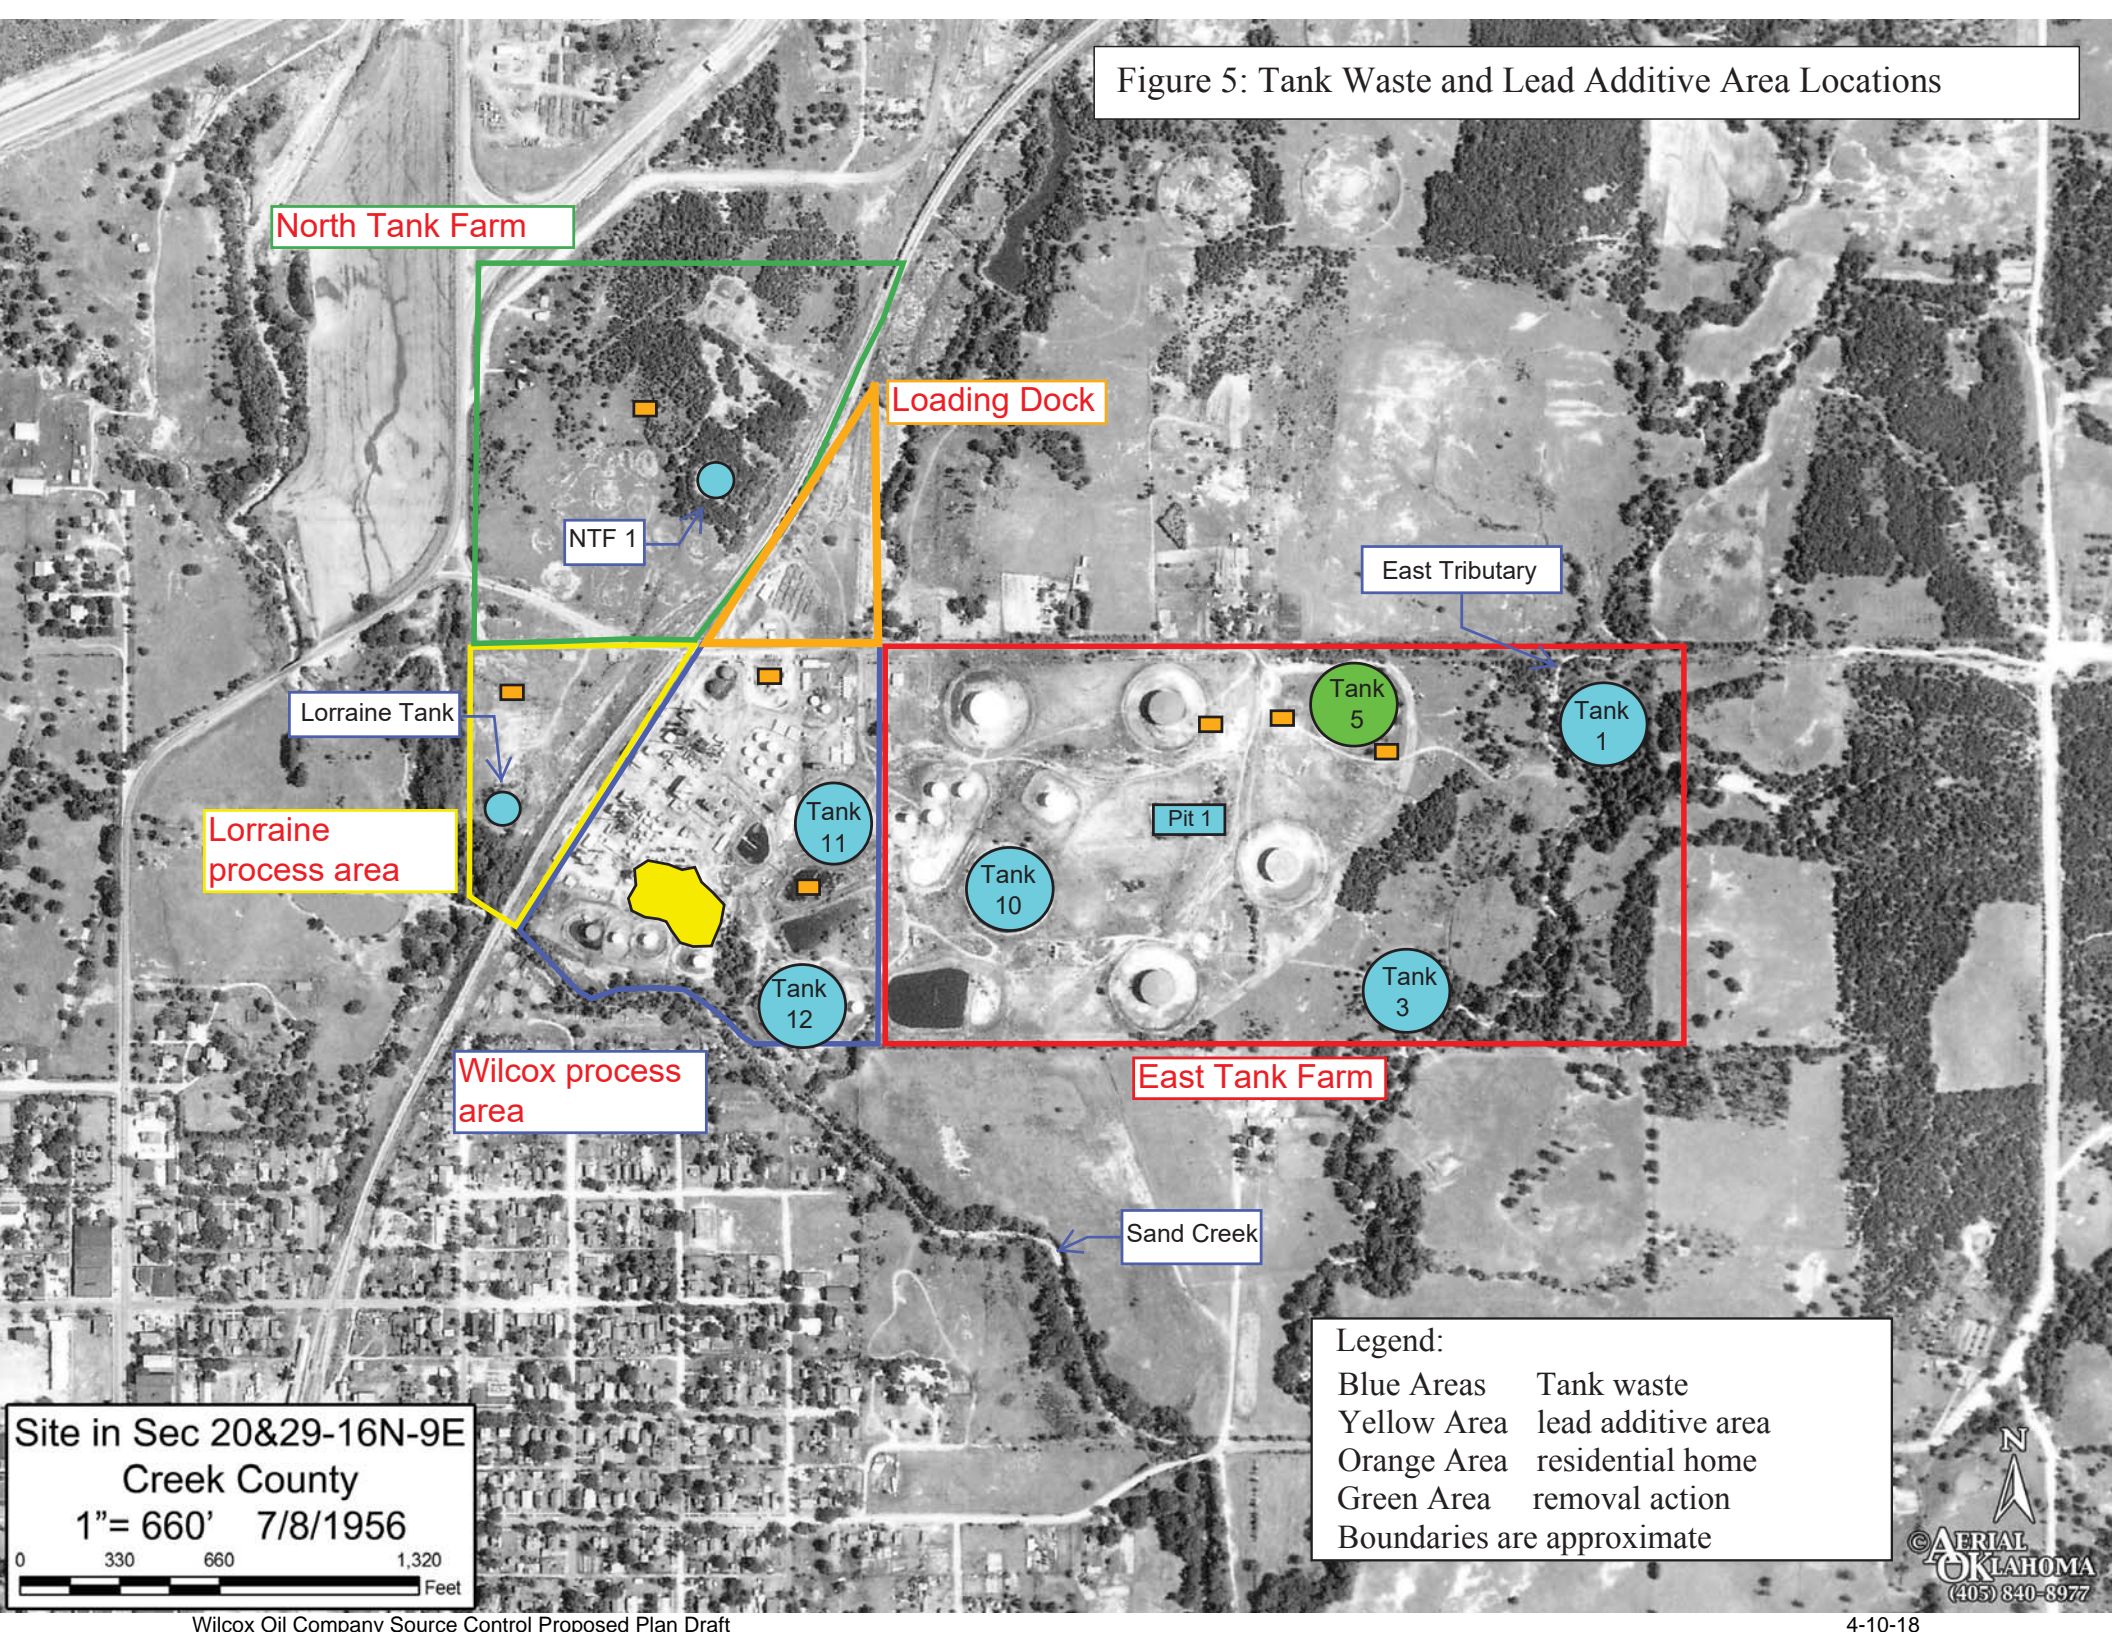 Figure 5: Tank Waste and Lead Additive Area Locations
North Tank Farm
Loading Dock
NTF 1
East Tributary
Lorraine Tank
Tank
5
Tank
1
Lorraine
process area
Tank
11
Pit 1
Tank
10
Tank
12
Tank
3
Wilcox process
area
East Tank Farm
Sand Creek
Legend:
Blue Areas Tank waste
Yellow Area lead additive area
Orange Area residential home
Green Area removal action
Boundaries are approximate
Site in Sec 20&29-16N-9E
Creek County
1”= 660’ 7/8/1956
0 330 660 1,320
Feet
N
©AERIAL
OKLAHOMA
(405) 840-8977
Wilcox Oil Company Source Control Proposed Plan Draft
4-10-18